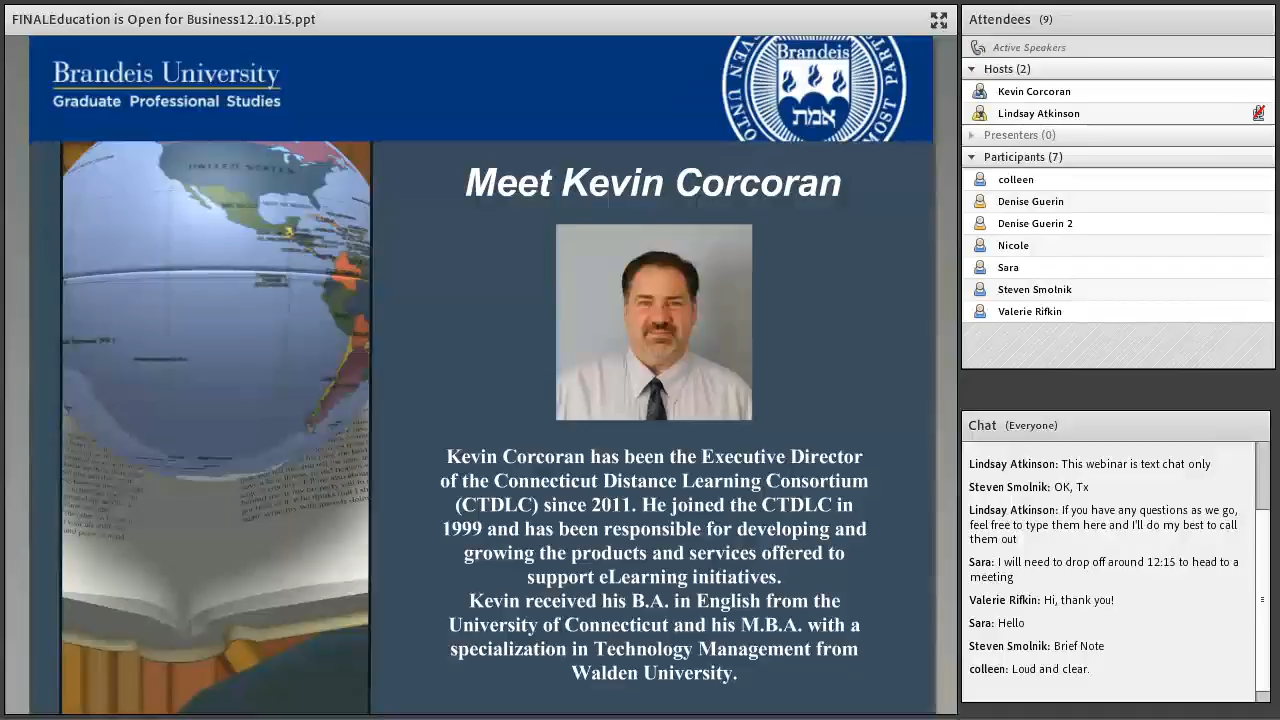 FINALEducation is Open for Business12.10.15.ppt
Brandeis University
Graduate Professional Studies
Brandeis
אמת
UNITED STATES
Meet Kevin Corcoran
Kevin Corcoran has been the Executive Director
of the Connecticut Distance Learning Consortium
(CTDLC) since 2011. He joined the CTDLC in
1999 and has been responsible for developing and
growing the products and services offered to
support eLearning initiatives.
Kevin received his B.A. in English from the
University of Connecticut and his M.B.A. with a
specialization in Technology Management from
Walden University.
Attendees (9)
Active Speakers
Hosts (2)
Kevin Corcoran
Lindsay Atkinson
Presenters (0)
Participants (7)
colleen
Denise Guerin
Denise Guerin 2
Nicole
Sara
Steven Smolnik
Valerie Rifkin
Chat (Everyone)
Lindsay Atkinson: This webinar is text chat only
Steven Smolnik: OK, Tx
Lindsay Atkinson: If you have any questions as we go,
feel free to type them here and I'll do my best to call
them out
Sara: I will need to drop off around 12:15 to head to a
meeting
Valerie Rifkin: Hi, thank you!
Sara: Hello
Steven Smolnik: Brief Note
colleen: Loud and clear.